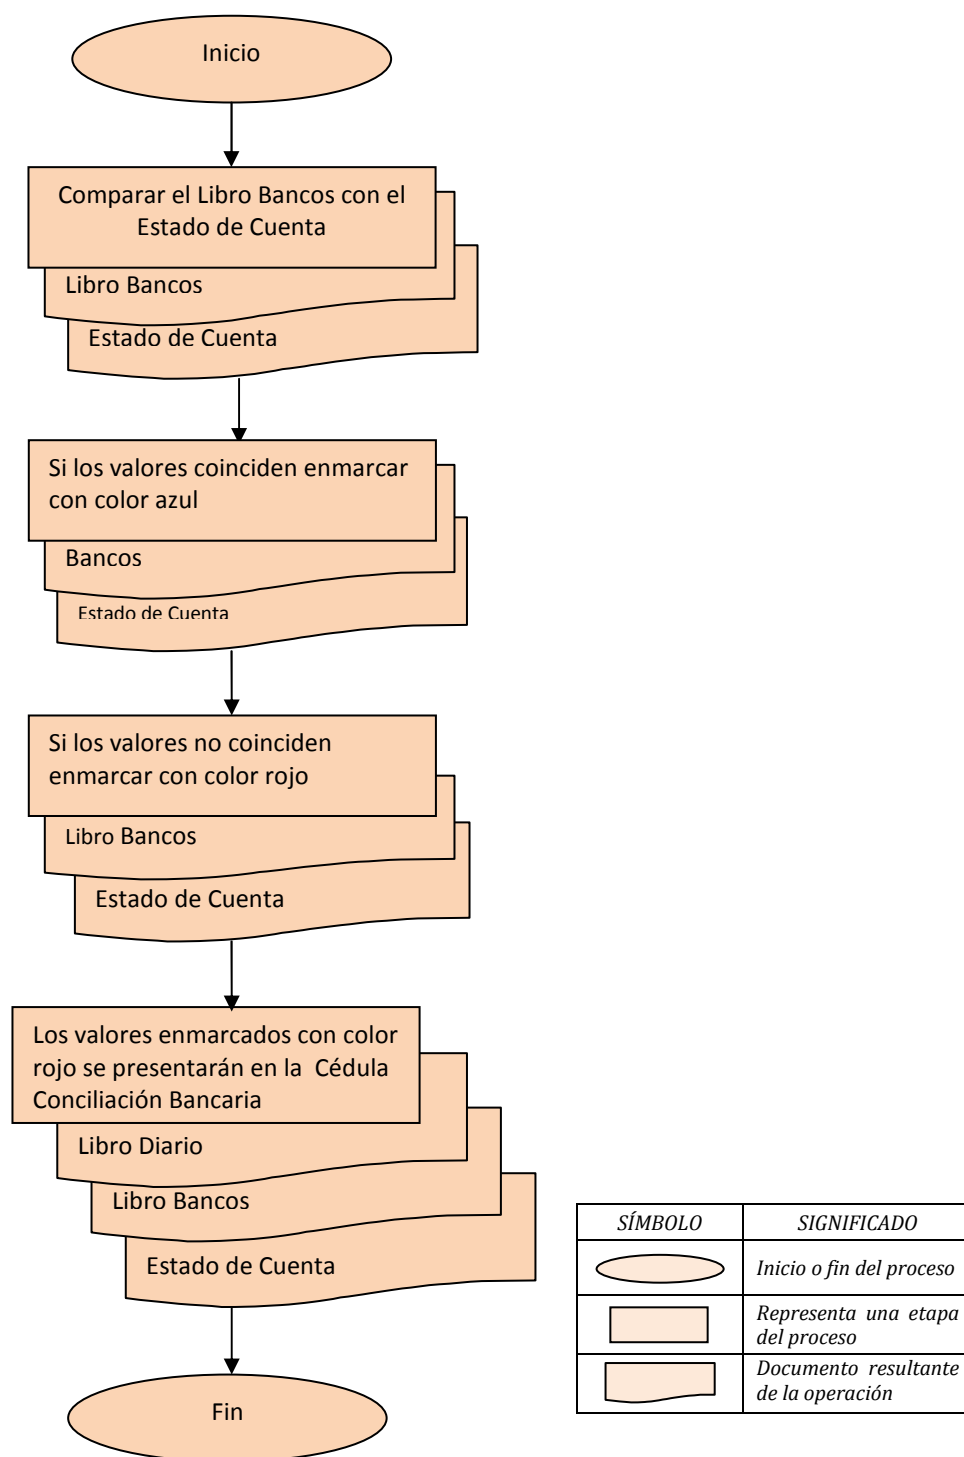 Inicio
Comparar el Libro Bancos con el
Estado de Cuenta
Libro Bancos
Estado de Cuenta
Si los valores coinciden enmarcar
con color azul
Bancos
Estado de Cuenta
Si los valores no coinciden
enmarcar con color rojo
Libro Bancos
Estado de Cuenta
Los valores enmarcados con color
rojo se presentarán en la Cédula
Conciliación Bancaria
Libro Diario
Libro Bancos
Estado de Cuenta
Fin
SÍMBOLO SIGNIFICADO
Inicio o fin del proceso
Representa una etapa
del proceso
Documento resultante
de la operación